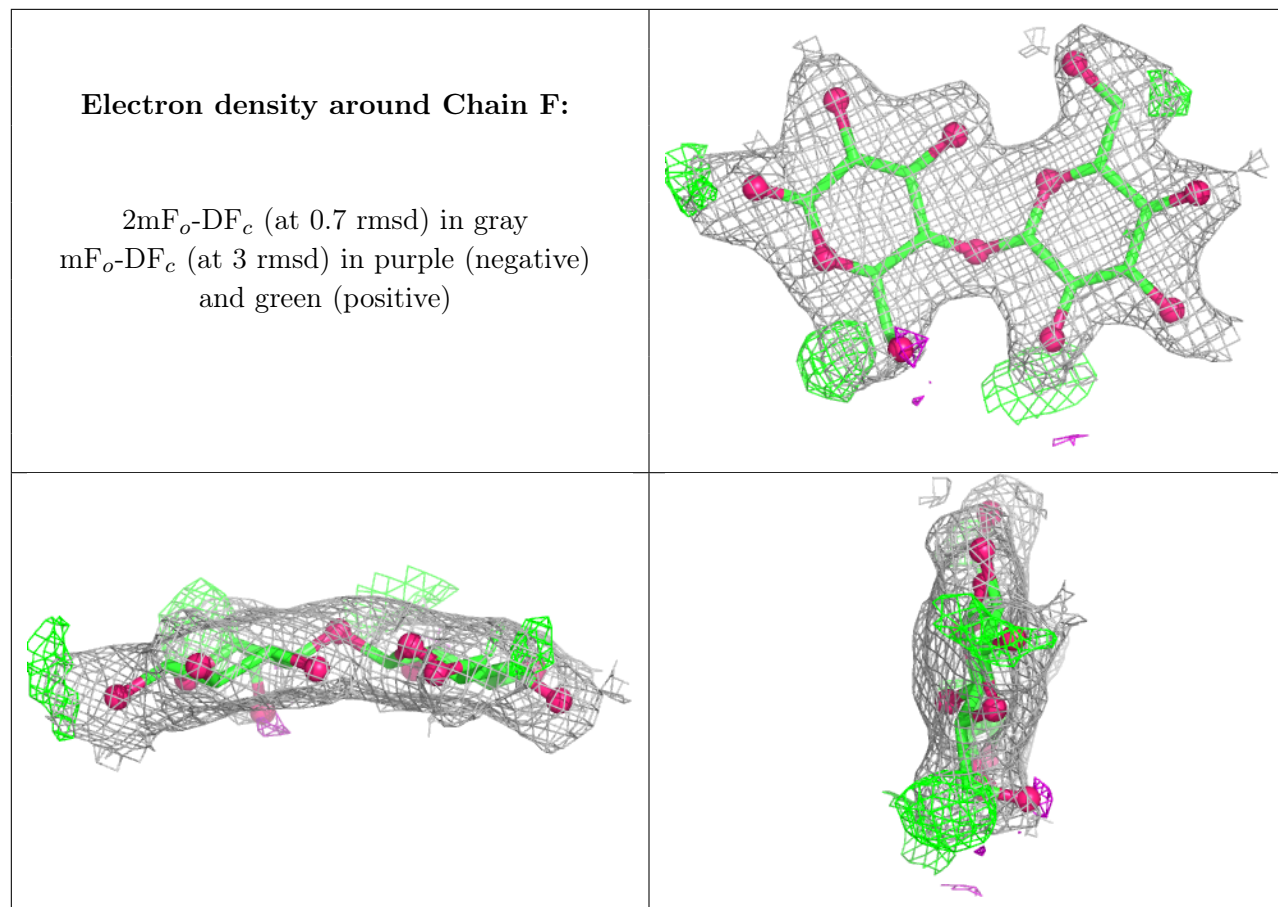 Electron density around Chain F:
2mFo-DFc (at 0.7 rmsd) in gray
mFo-DFc (at 3 rmsd) in purple (negative)
and green (positive)